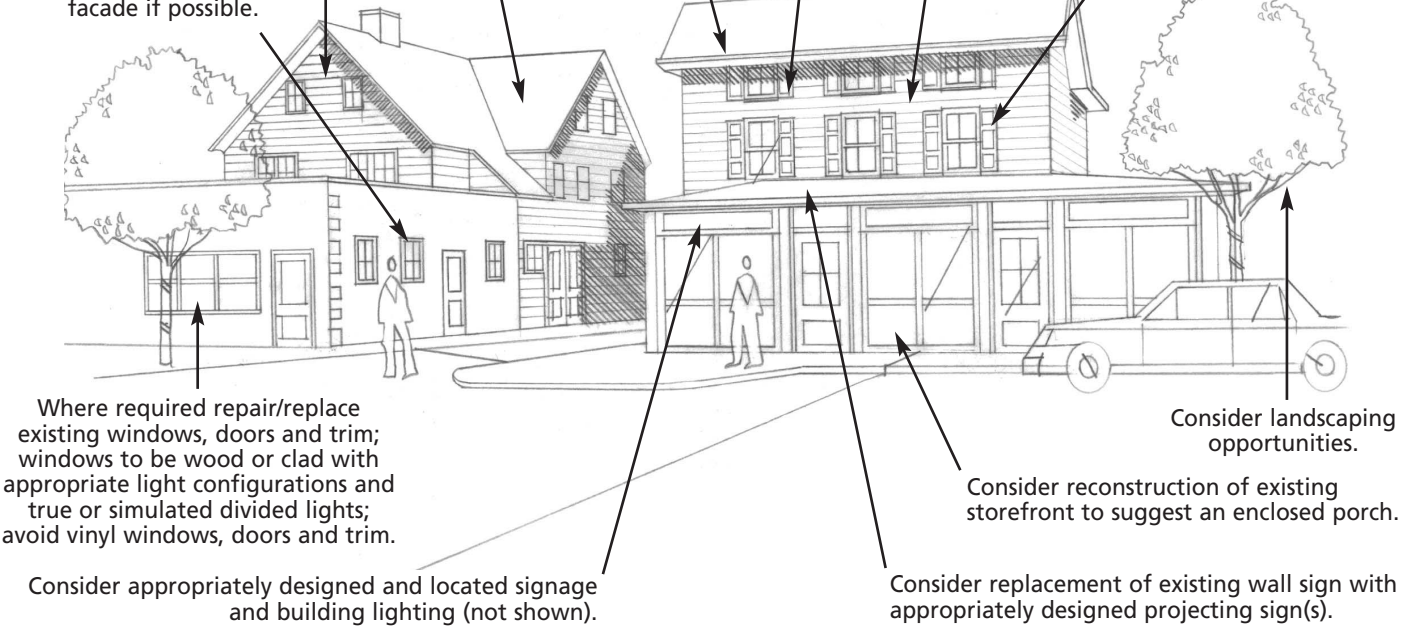 facade if possible.
Where required repair/replace
existing windows, doors and trim;
windows to be wood or clad with
appropriate light configurations and
true or simulated divided lights;
avoid vinyl windows, doors and trim.
Consider landscaping
opportunities.
Consider reconstruction of existing
storefront to suggest an enclosed porch.
Consider appropriately designed and located signage
and building lighting (not shown).
Consider replacement of existing wall sign with
appropriately designed projecting sign(s).